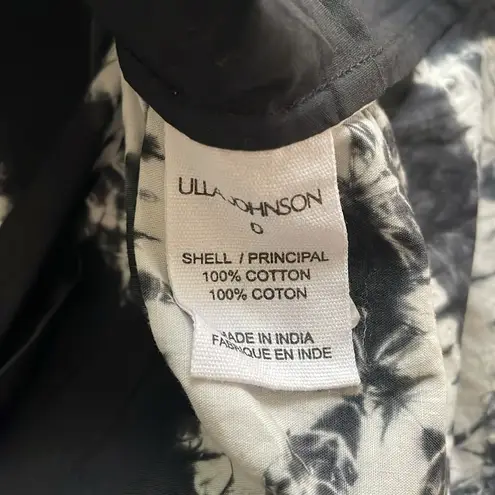 ULLA JOHNSON
0
SHELL / PRINCIPAL
100% COTTON
100% COTON
MADE IN INDIA
FABRIQUE EN INDE